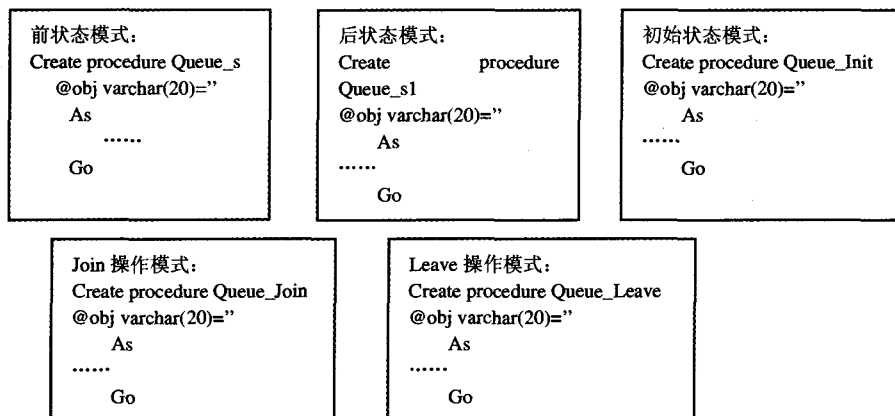 前状态模式：
Create procedure Queue_s
@obj varchar(20)=’’
As
······
Go
后状态模式：
Create procedure
Queue_s1
@obj varchar(20)=’’
As
······
Go
初始状态模式：
Create procedure Queue_Init
@obj varchar(20)=’’
As
······
Go
Join 操作模式：
Create procedure Queue_Join
@obj varchar(20)=’’
As
······
Go
Leave 操作模式：
Create procedure Queue_Leave
@obj varchar(20)=’’
As
······
Go